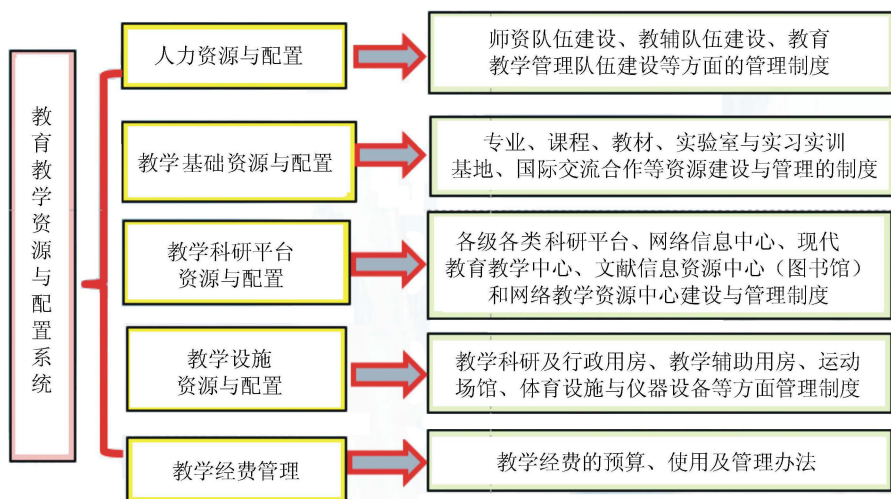 教育教学资源与配置系统
人力资源与配置
师资队伍建设、教辅队伍建设、教育
教学管理队伍建设等方面的管理制度
教学基础资源与配置
专业、课程、教材、实验室与实习实训
基地、国际交流合作等资源建设与管理的制度
教学科研平台
资源与配置
各级各类科研平台、网络信息中心、现代
教育教学中心、文献信息资源中心（图书馆）
和网络教学资源中心建设与管理制度
教学设施
资源与配置
教学科研及行政用房、教学辅助用房、运动
场馆、体育设施与仪器设备等方面管理制度
教学经费管理
教学经费的预算、使用及管理办法